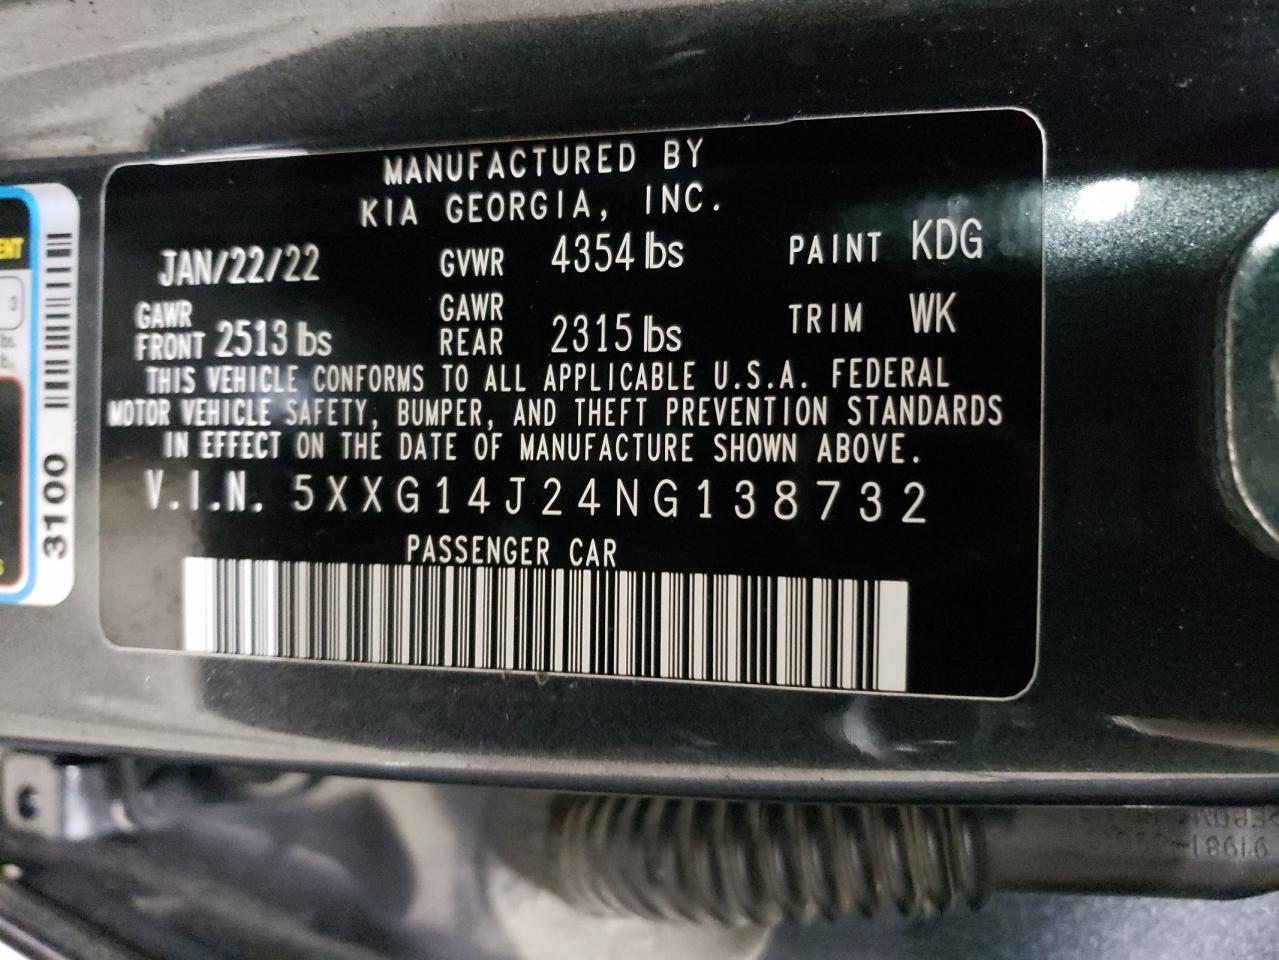 MANUFACTURED BY
KIA GEORGIA, INC.
JAN/22/22 GVWR 4354 lbs PAINT KDG
GAWR FRONT 2513 lbs GAWR REAR 2315 lbs TRIM WK
THIS VEHICLE CONFORMS TO ALL APPLICABLE U.S.A. FEDERAL
MOTOR VEHICLE SAFETY, BUMPER, AND THEFT PREVENTION STANDARDS
IN EFFECT ON THE DATE OF MANUFACTURE SHOWN ABOVE.
V.I.N. 5XXG14J24NG138732
PASSENGER CAR
3100
3